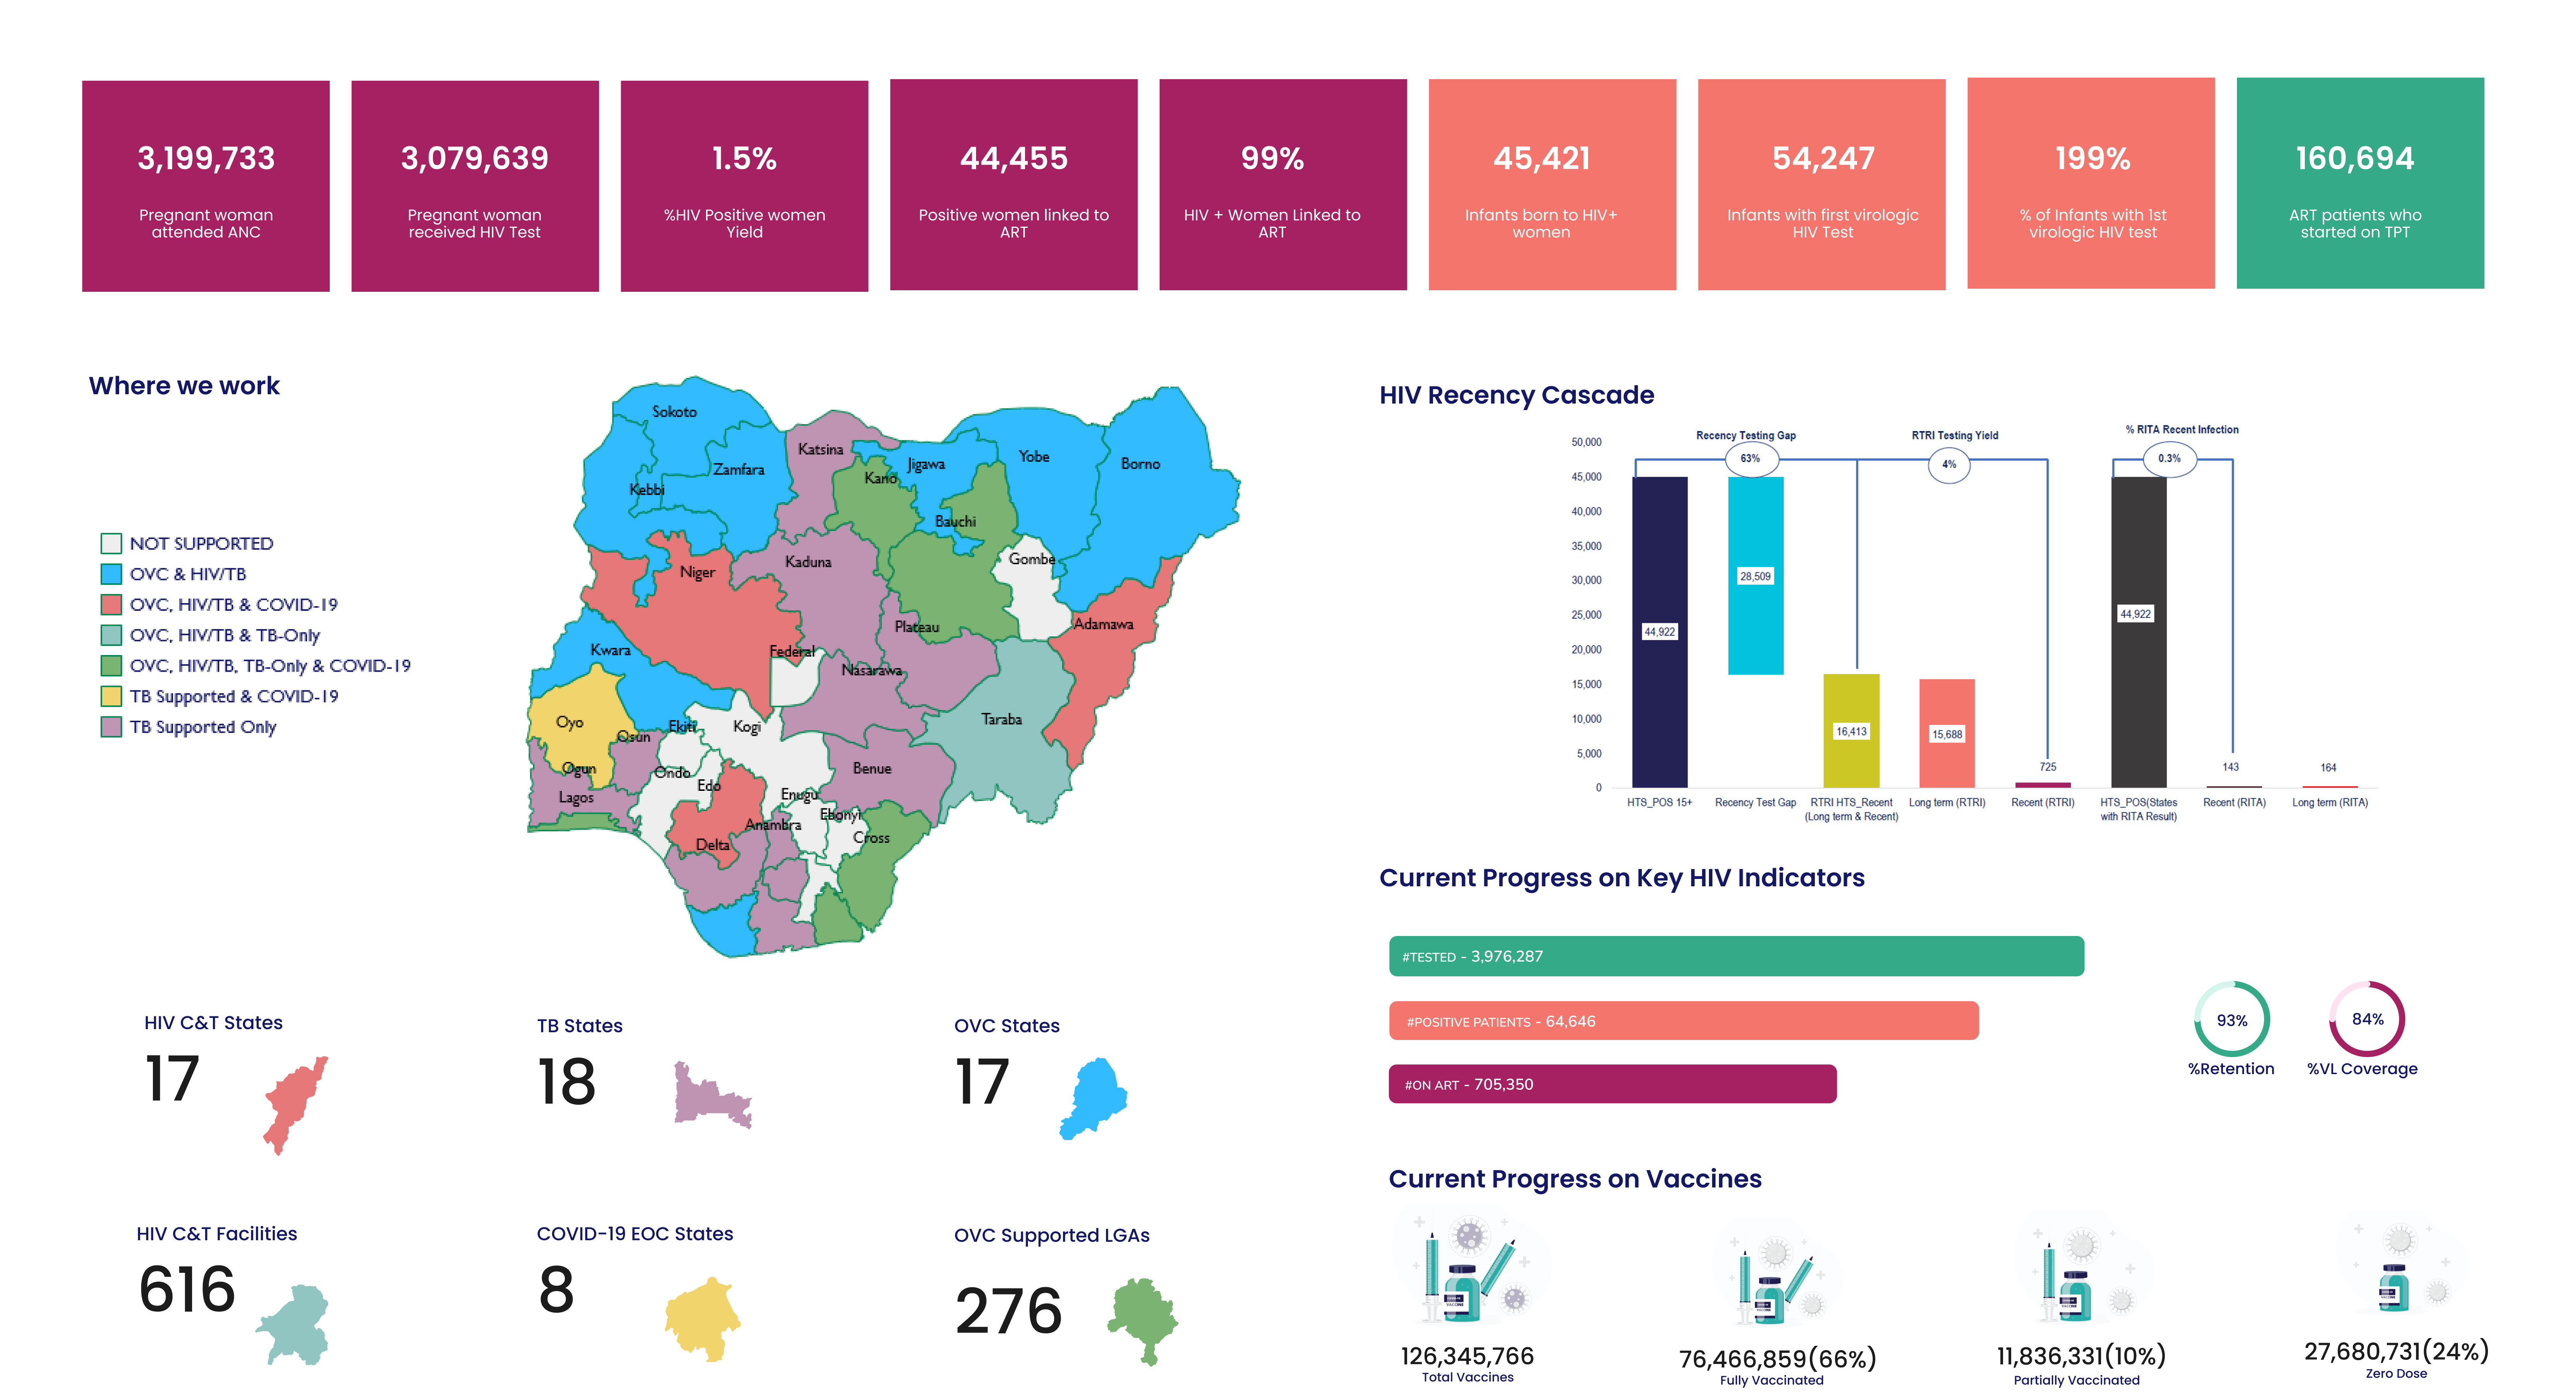 3,199,733
Pregnant woman
attended ANC
3,079,639
Pregnant woman
received HIV Test
1.5%
%HIV Positive women
Yield
44,455
Positive women linked to
ART
99%
HIV + Women Linked to
ART
45,421
Infants born to HIV+
women
54,247
Infants with first virologic
HIV Test
199%
% of Infants with 1st
virologic HIV test
160,694
ART patients who
started on TPT
Where we work
NOT SUPPORTED
OVC & HIV/TB
OVC, HIV/TB & COVID-19
OVC, HIV/TB & TB-Only
OVC, HIV/TB, TB-Only & COVID-19
TB Supported & COVID-19
TB Supported Only
Sokoto
Katsina
Jigawa
Yobe
Borno
Zamfara
Kano
Kebbi
Bauchi
Gombe
Niger
Kaduna
Plateau
Adamawa
Kwara
Federal
Nasarawa
Taraba
Oyo
Ekiti
Kogi
Osun
Ogun
Ondo
Benue
Edo
Lagos
Enugu
Ebonyi
Anambra
Cross
Delta
HIV C&T States
17
TB States
18
OVC States
17
HIV C&T Facilities
616
COVID-19 EOC States
8
OVC Supported LGAs
276
HIV Recency Cascade
Recency Testing Gap
RTRI Testing Yield
% RITA Recent Infection
63%
4%
0.3%
50,000
45,000
40,000
35,000
30,000
25,000
20,000
15,000
10,000
5,000
0
44,922
28,509
16,413
15,688
725
44,922
143
164
HTS_POS 15+
Recency Test Gap
RTRI HTS_Recent
(Long term & Recent)
Long term (RTRI)
Recent (RTRI)
HTS_POS(States
with RITA Result)
Recent (RITA)
Long term (RITA)
Current Progress on Key HIV Indicators
#TESTED - 3,976,287
#POSITIVE PATIENTS - 64,646
#ON ART - 705,350
93%
%Retention
84%
%VL Coverage
Current Progress on Vaccines
VACCINE
VACCINE
VACCINE
VACCINE
126,345,766
Total Vaccines
76,466,859(66%)
Fully Vaccinated
11,836,331(10%)
Partially Vaccinated
27,680,731(24%)
Zero Dose